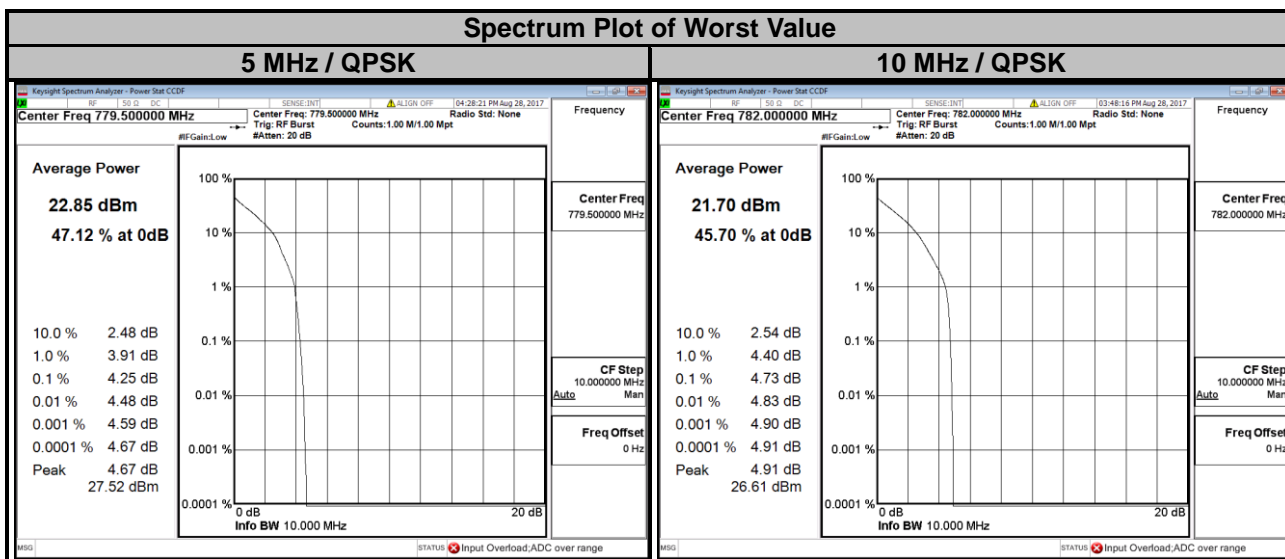 Spectrum Plot of Worst Value
5 MHz / QPSK
10 MHz / QPSK
Keysight Spectrum Analyzer - Power Stat CCDF
RF 50 Ω DC SENSE:INT ALIGN OFF 04:28:21 PM Aug 28, 2017
Center Freq 779.500000 MHz
Center Freq: 779.500000 MHz Radio Std: None
Trig: RF Burst Counts:1.00 M/1.00 Mpt
#IFGain:Low #Atten: 20 dB
Frequency
Average Power
22.85 dBm
47.12 % at 0dB
10.0 % 2.48 dB
1.0 % 3.91 dB
0.1 % 4.25 dB
0.01 % 4.48 dB
0.001 % 4.59 dB
0.0001 % 4.67 dB
Peak 4.67 dB
27.52 dBm
100 %
10 %
1 %
0.1 %
0.01 %
0.001 %
0.0001 %
0 dB 20 dB
Info BW 10.000 MHz
Center Freq
779.500000 MHz
CF Step
10.000000 MHz
Auto Man
Freq Offset
0 Hz
MSG STATUS Input Overload;ADC over range
Keysight Spectrum Analyzer - Power Stat CCDF
RF 50 Ω DC SENSE:INT ALIGN OFF 03:48:16 PM Aug 28, 2017
Center Freq 782.000000 MHz
Center Freq: 782.000000 MHz Radio Std: None
Trig: RF Burst Counts:1.00 M/1.00 Mpt
#IFGain:Low #Atten: 20 dB
Frequency
Average Power
21.70 dBm
45.70 % at 0dB
10.0 % 2.54 dB
1.0 % 4.40 dB
0.1 % 4.73 dB
0.01 % 4.83 dB
0.001 % 4.90 dB
0.0001 % 4.91 dB
Peak 4.91 dB
26.61 dBm
100 %
10 %
1 %
0.1 %
0.01 %
0.001 %
0.0001 %
0 dB 20 dB
Info BW 10.000 MHz
Center Freq
782.000000 MHz
CF Step
10.000000 MHz
Auto Man
Freq Offset
0 Hz
MSG STATUS Input Overload;ADC over range